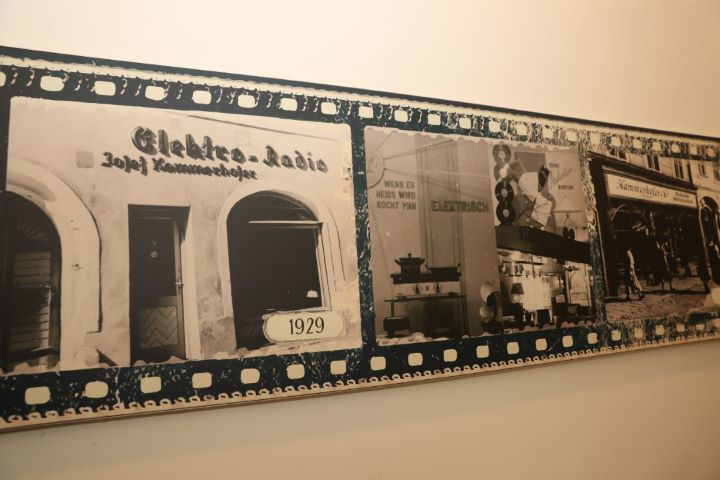 Elektro-Radio
Josef Kammerhofer
1929
WENN ES
HEISS WIRD
KOCHT MAN
ELEKTRISCH
Kammerhofer